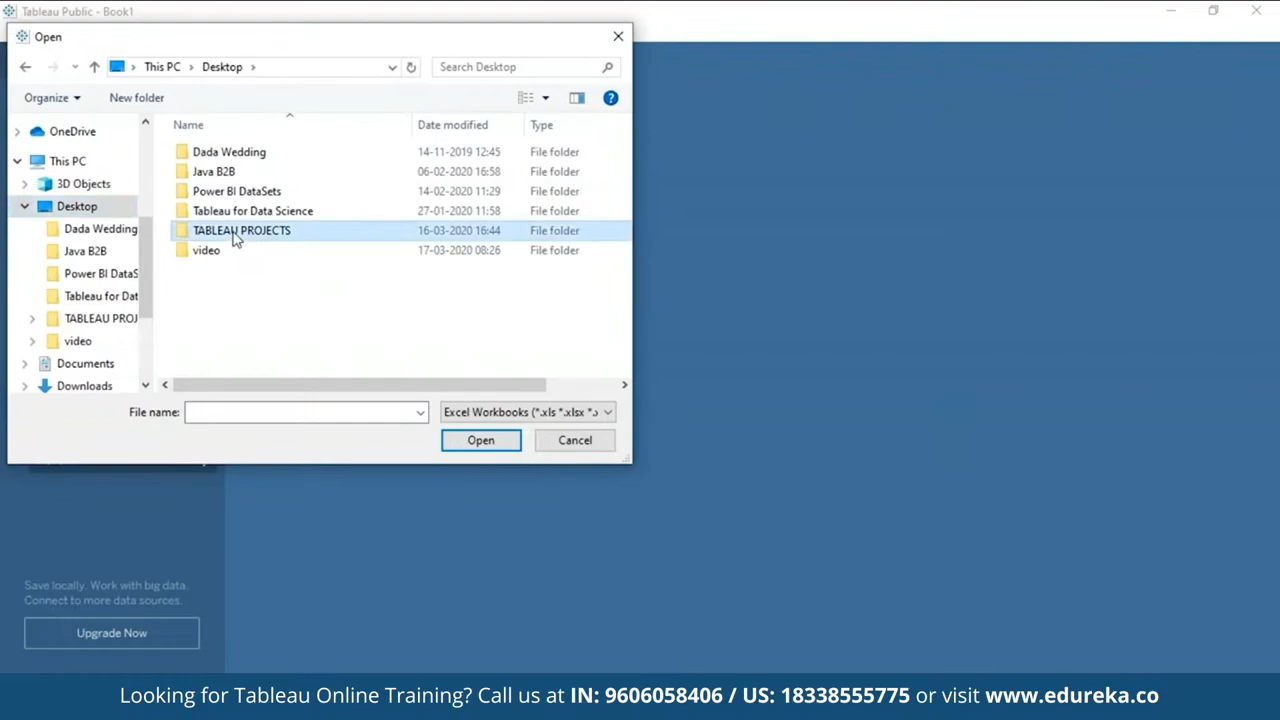 Tableau Public - Book1
Open
This PC > Desktop >
Search Desktop
Organize
New folder
Name
Date modified
Type
OneDrive
This PC
3D Objects
Desktop
Dada Wedding
Java B2B
Power BI DataS
Tableau for Dat
TABLEAU PROJ
video
Documents
Downloads
Dada Wedding 14-11-2019 12:45 File folder
Java B2B 06-02-2020 16:58 File folder
Power BI DataSets 14-02-2020 11:29 File folder
Tableau for Data Science 27-01-2020 11:58 File folder
TABLEAU PROJECTS 16-03-2020 16:44 File folder
video 17-03-2020 08:26 File folder
File name:
Excel Workbooks (*.xls *.xlsx *.x
Open
Cancel
Save locally. Work with big data.
Connect to more data sources.
Upgrade Now
Looking for Tableau Online Training? Call us at IN: 9606058406 / US: 18338555775 or visit www.edureka.co